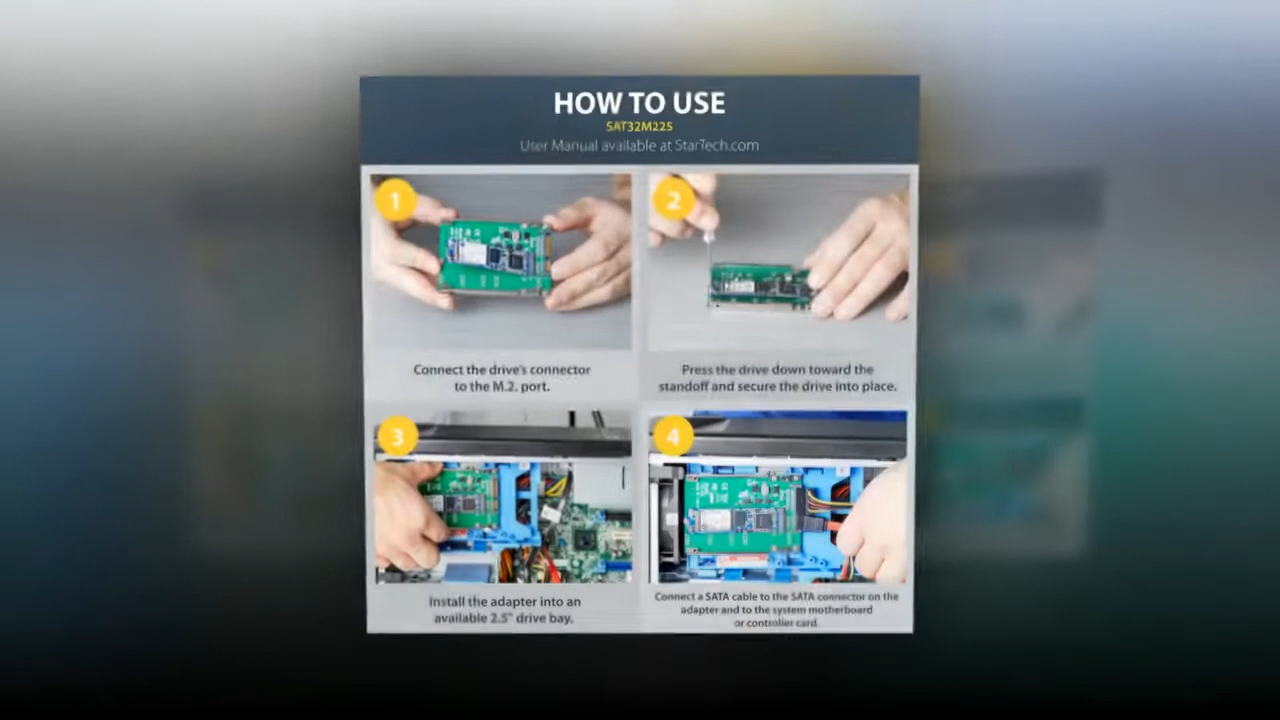 HOW TO USE
SAT32M225
User Manual available at StarTech.com
1
2
Connect the drive's connector
to the M.2. port.
Press the drive down toward the
standoff and secure the drive into place.
3
4
Install the adapter into an
available 2.5" drive bay.
Connect a SATA cable to the SATA connector on the
adapter and to the system motherboard
or controller card.